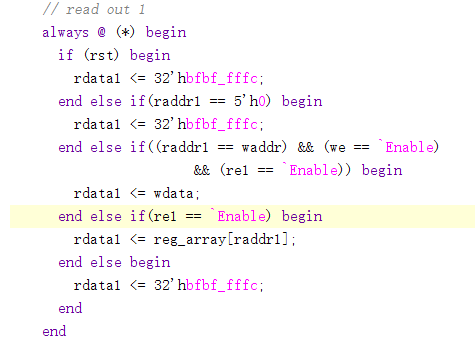 // read out 1
always @ (*) begin
if (rst) begin
rdata1 <= 32'hbfbf_fffc;
end else if(raddr1 == 5'h0) begin
rdata1 <= 32'hbfbf_fffc;
end else if((raddr1 == waddr) && (we == `Enable)
&& (re1 == `Enable)) begin
rdata1 <= wdata;
end else if(re1 == `Enable) begin
rdata1 <= reg_array[raddr1];
end else begin
rdata1 <= 32'hbfbf_fffc;
end
end